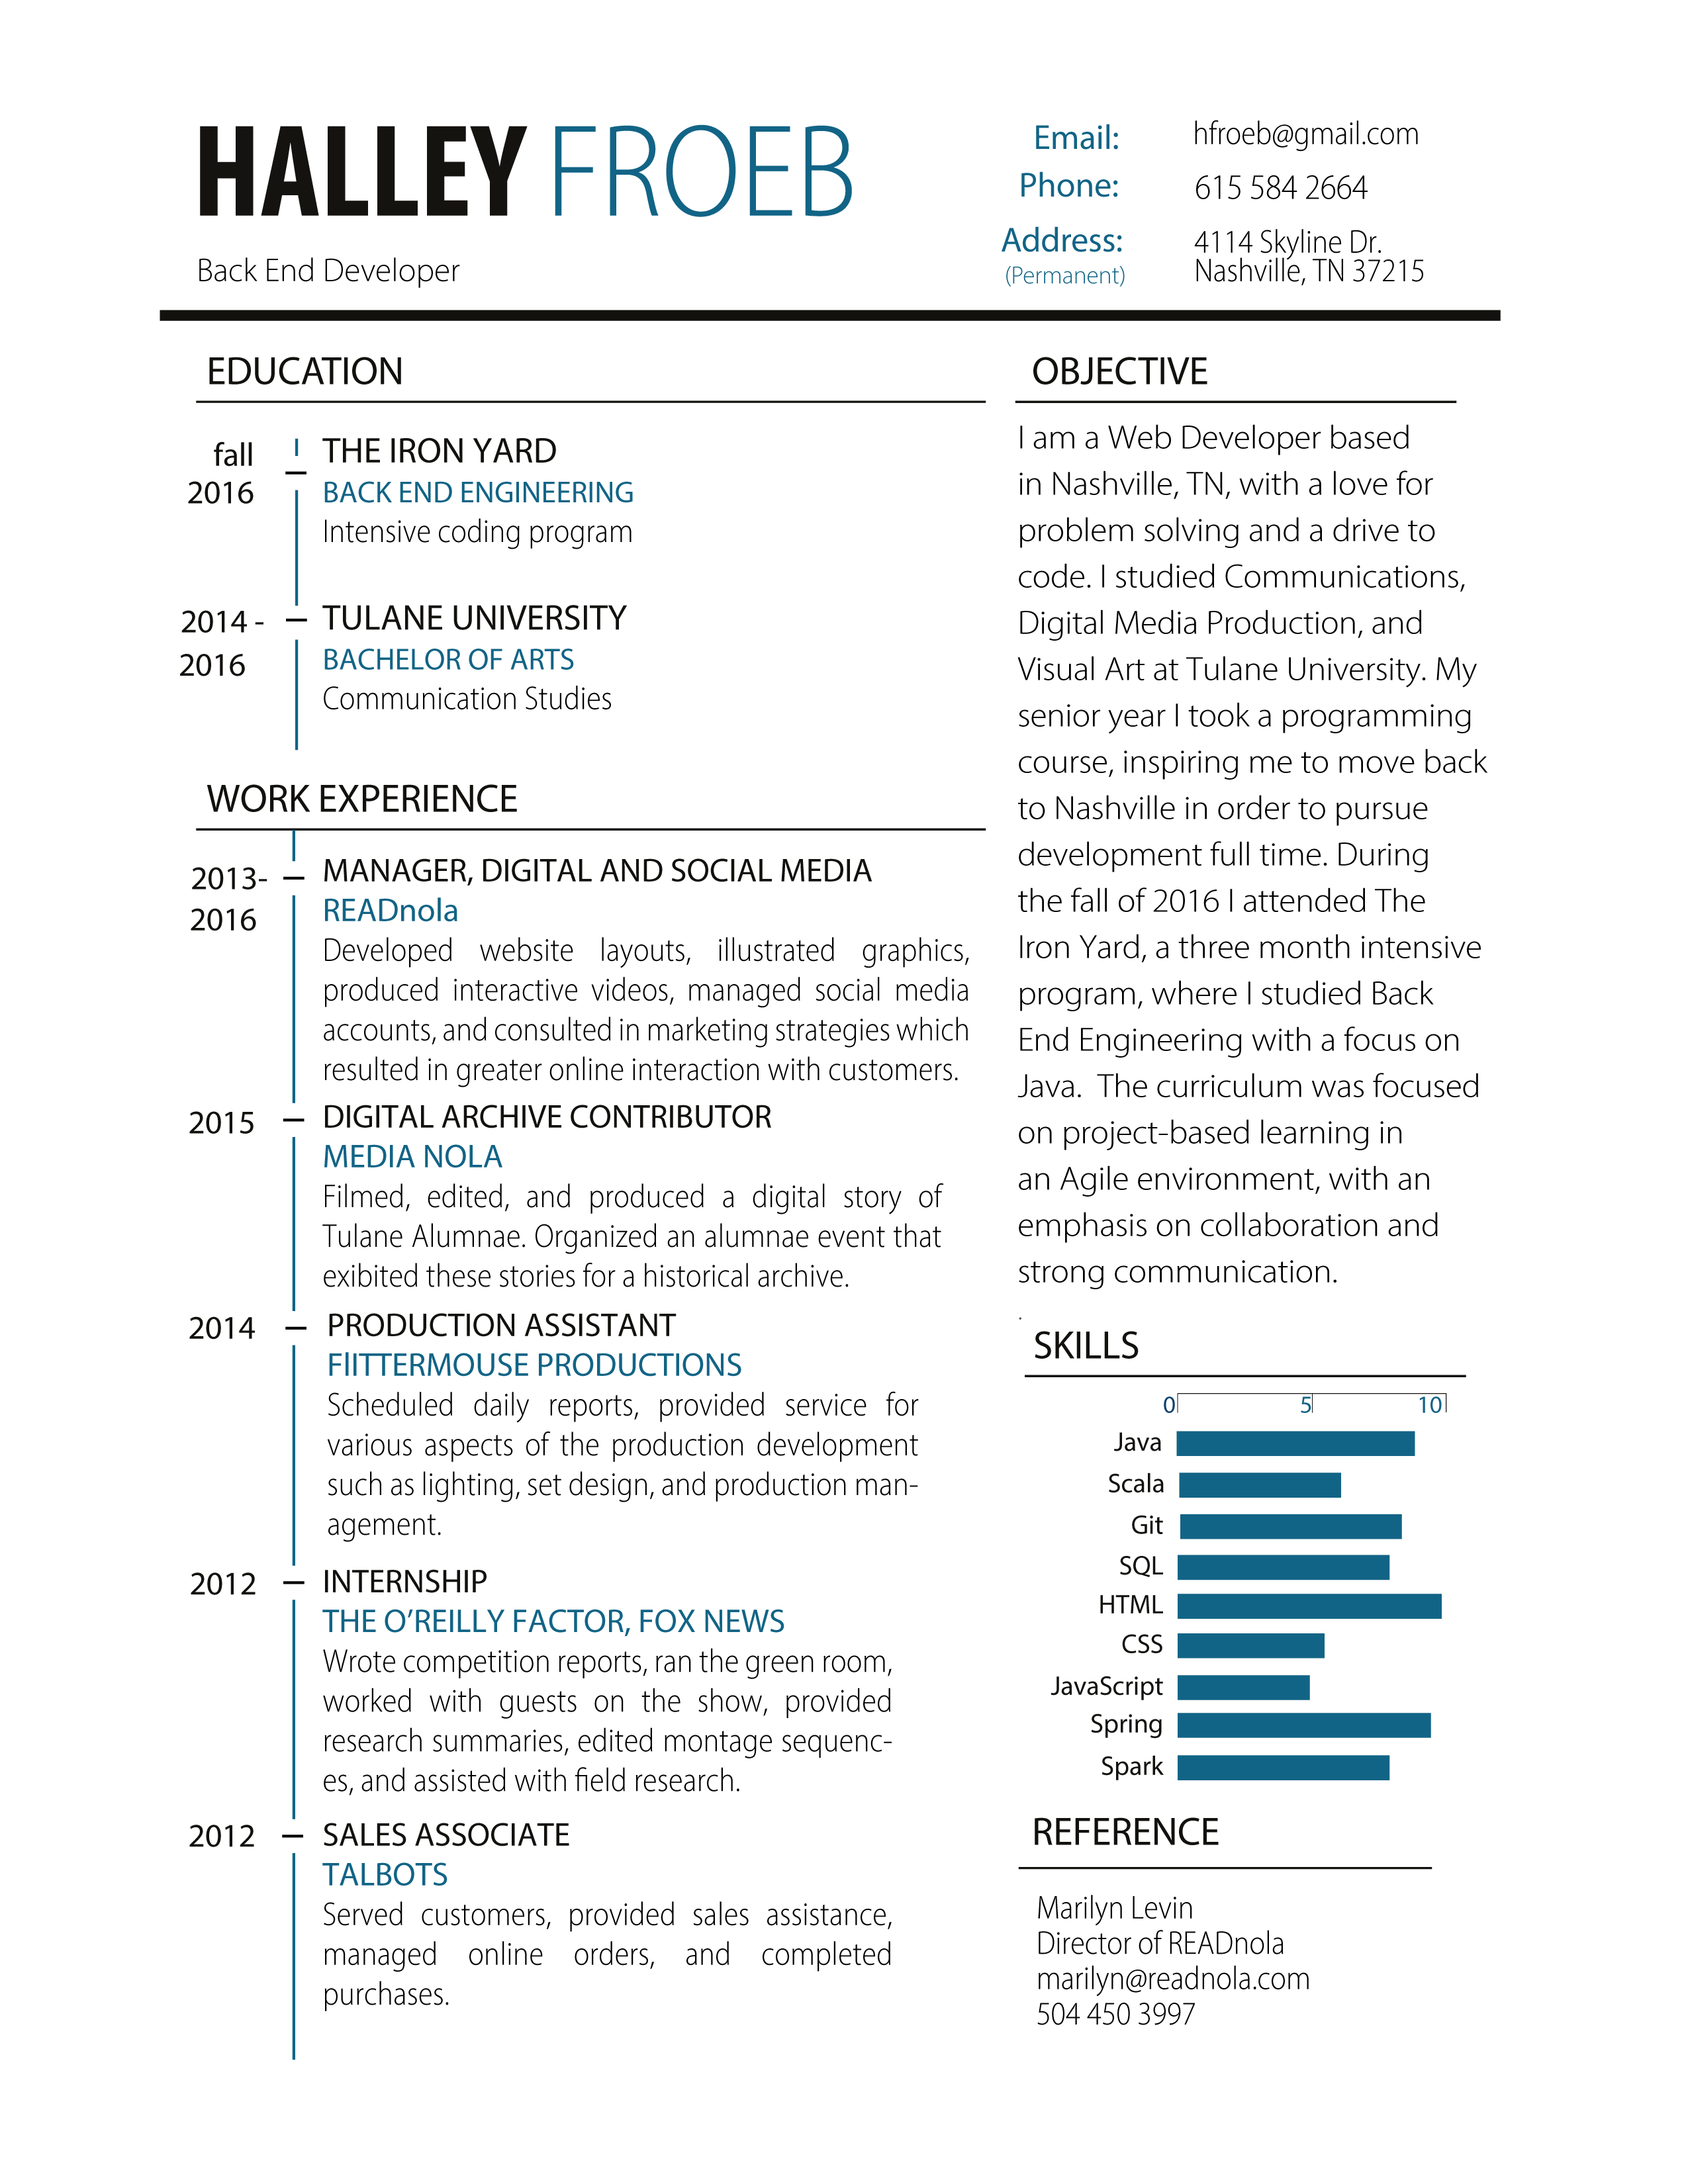 HALLEY FROEB
Back End Developer
Email: hfroeb@gmail.com
Phone: 615 584 2664
Address: 4114 Skyline Dr.
(Permanent) Nashville, TN 37215
EDUCATION
fall THE IRON YARD
2016 BACK END ENGINEERING
Intensive coding program
2014 - TULANE UNIVERSITY
2016 BACHELOR OF ARTS
Communication Studies
WORK EXPERIENCE
2013- MANAGER, DIGITAL AND SOCIAL MEDIA
2016 READnola
Developed website layouts, illustrated graphics,
produced interactive videos, managed social media
accounts, and consulted in marketing strategies which
resulted in greater online interaction with customers.
2015 DIGITAL ARCHIVE CONTRIBUTOR
MEDIA NOLA
Filmed, edited, and produced a digital story of
Tulane Alumnae. Organized an alumnae event that
exibited these stories for a historical archive.
2014 PRODUCTION ASSISTANT
FlITTERMOUSE PRODUCTIONS
Scheduled daily reports, provided service for
various aspects of the production development
such as lighting, set design, and production man-
agement.
2012 INTERNSHIP
THE O'REILLY FACTOR, FOX NEWS
Wrote competition reports, ran the green room,
worked with guests on the show, provided
research summaries, edited montage sequenc-
es, and assisted with field research.
2012 SALES ASSOCIATE
TALBOTS
Served customers, provided sales assistance,
managed online orders, and completed
purchases.
OBJECTIVE
I am a Web Developer based
in Nashville, TN, with a love for
problem solving and a drive to
code. I studied Communications,
Digital Media Production, and
Visual Art at Tulane University. My
senior year I took a programming
course, inspiring me to move back
to Nashville in order to pursue
development full time. During
the fall of 2016 I attended The
Iron Yard, a three month intensive
program, where I studied Back
End Engineering with a focus on
Java.  The curriculum was focused
on project-based learning in
an Agile environment, with an
emphasis on collaboration and
strong communication.
.
SKILLS
0 5 10
Java
Scala
Git
SQL
HTML
CSS
JavaScript
Spring
Spark
REFERENCE
Marilyn Levin
Director of READnola
marilyn@readnola.com
504 450 3997